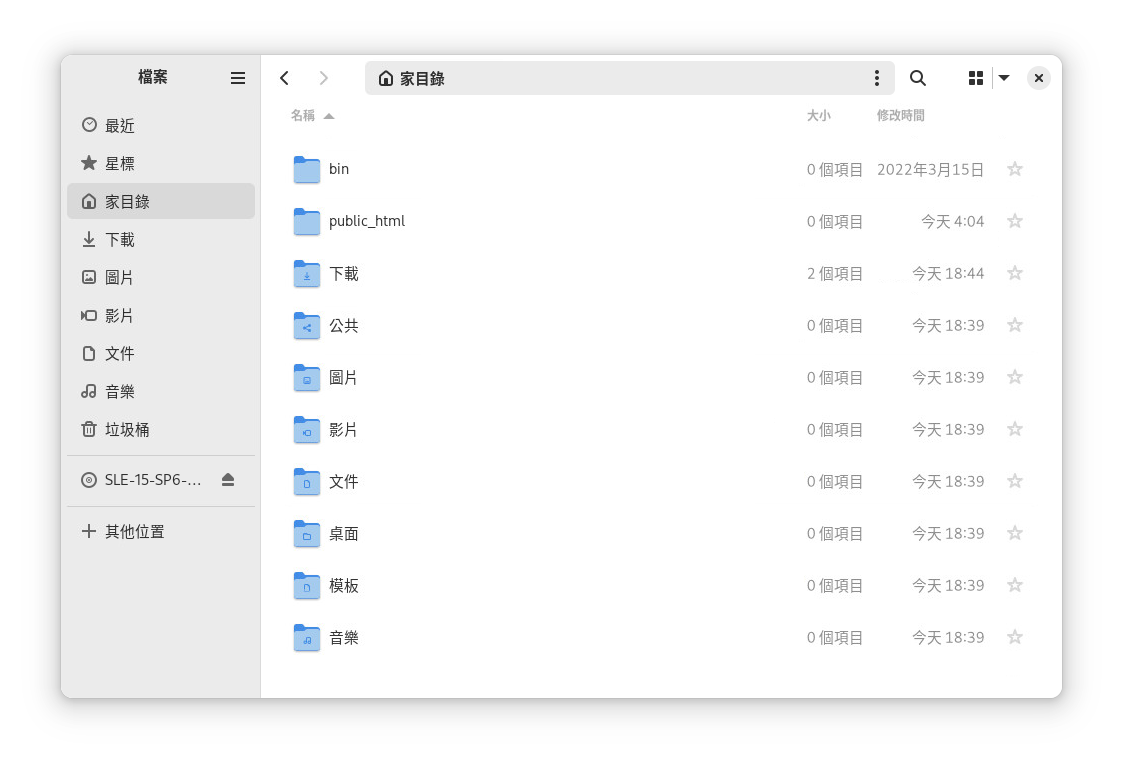 檔案
最近
星標
家目錄
下載
圖片
影片
文件
音樂
垃圾桶
SLE-15-SP6-...
其他位置
家目錄
名稱 大小 修改時間
bin 0 個項目 2022年3月15日
public_html 0 個項目 今天 4:04
下載 2 個項目 今天 18:44
公共 0 個項目 今天 18:39
圖片 0 個項目 今天 18:39
影片 0 個項目 今天 18:39
文件 0 個項目 今天 18:39
桌面 0 個項目 今天 18:39
模板 0 個項目 今天 18:39
音樂 0 個項目 今天 18:39